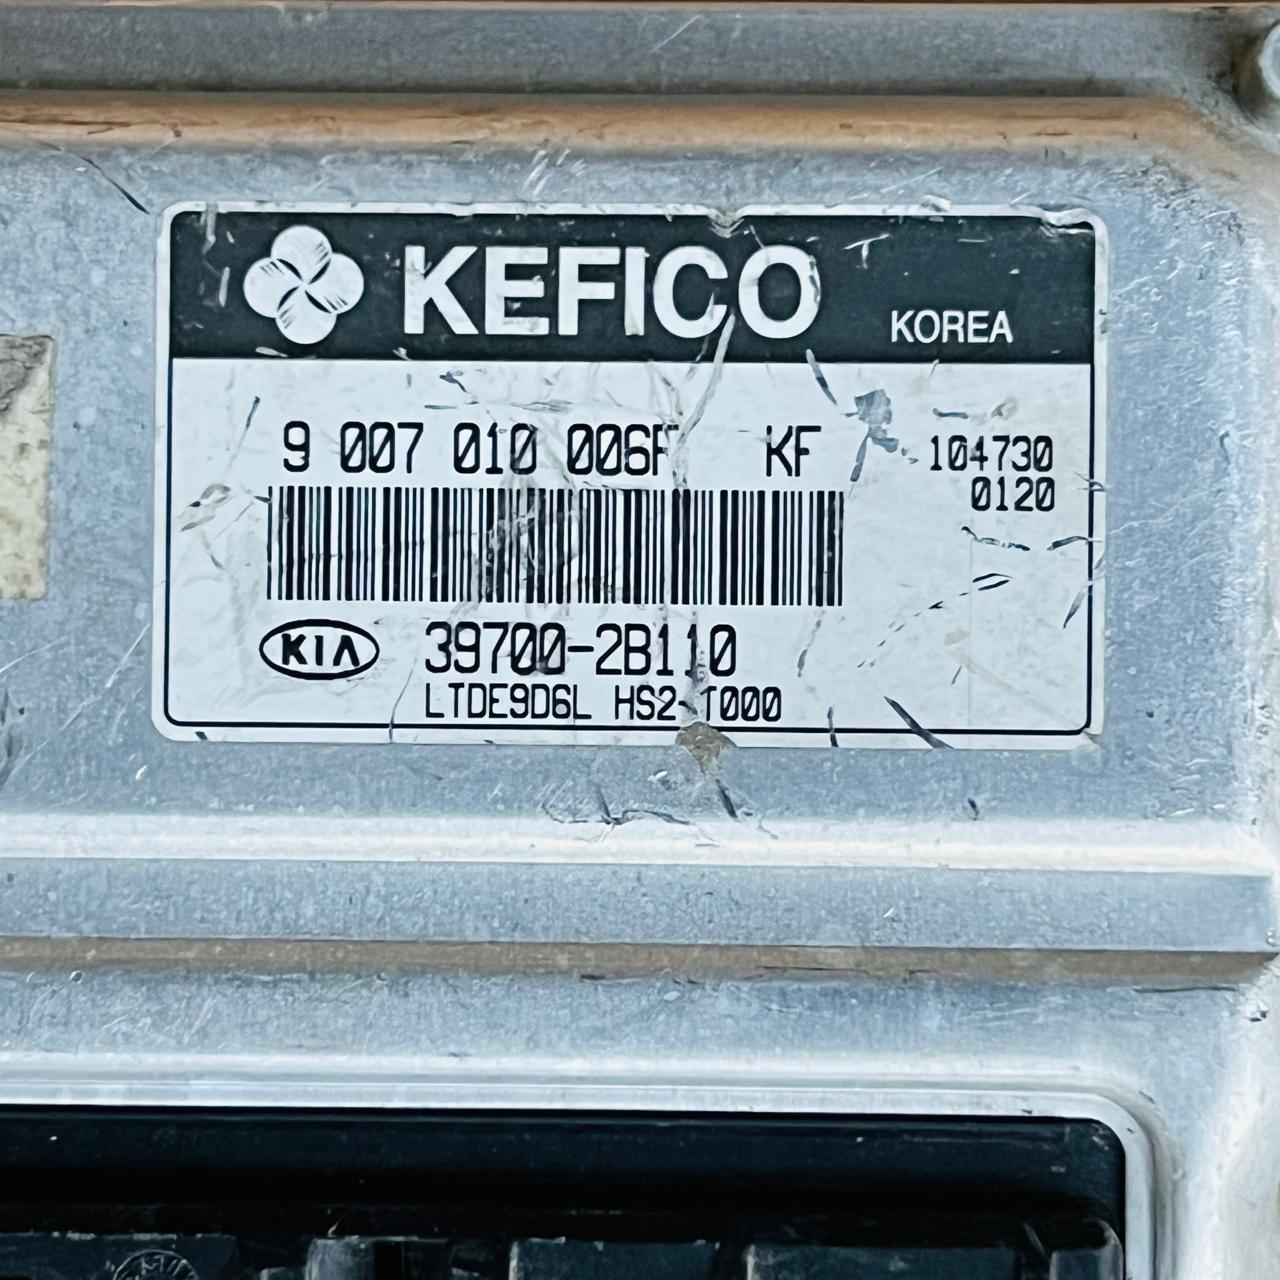 KEFICO KOREA
9 007 010 006F KF 104730
0120
KIA 39700-2B110
LTDE9D6L HS2-T000